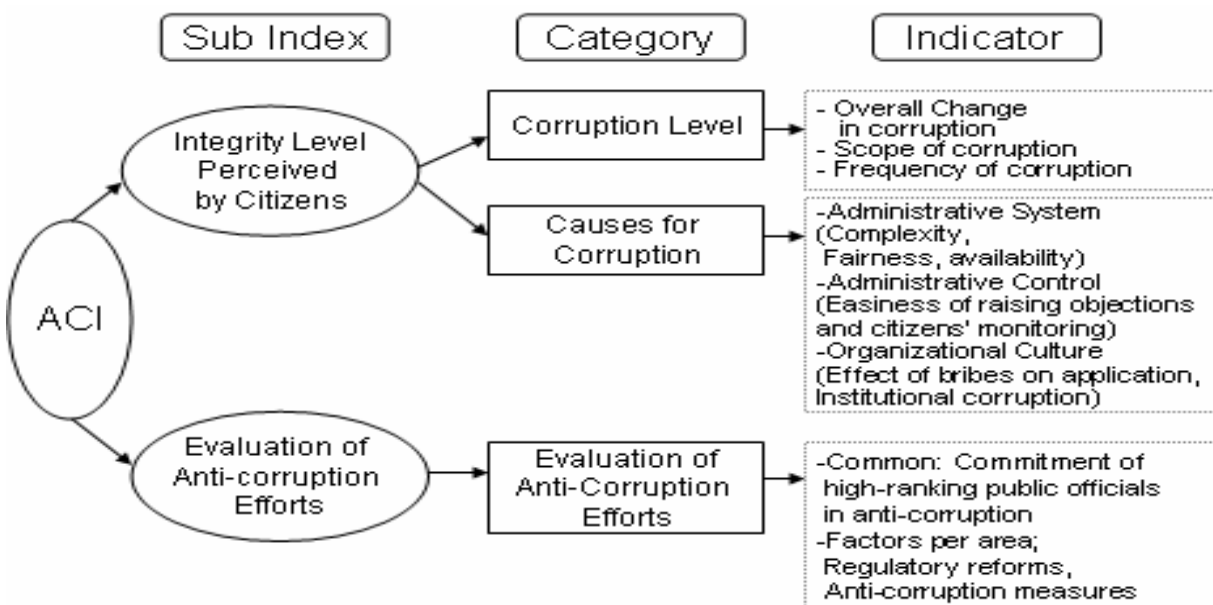 Sub Index
Category
Indicator
ACI
Integrity Level
Perceived
by Citizens
Corruption Level
- Overall Change
in corruption
- Scope of corruption
- Frequency of corruption
Causes for
Corruption
-Administrative System
(Complexity,
Fairness, availability)
-Administrative Control
(Easiness of raising objections
and citizens' monitoring)
-Organizational Culture
(Effect of bribes on application,
Institutional corruption)
Evaluation of
Anti-corruption
Efforts
Evaluation of
Anti-Corruption
Efforts
-Common: Commitment of
high-ranking public officials
in anti-corruption
-Factors per area;
Regulatory reforms,
Anti-corruption measures